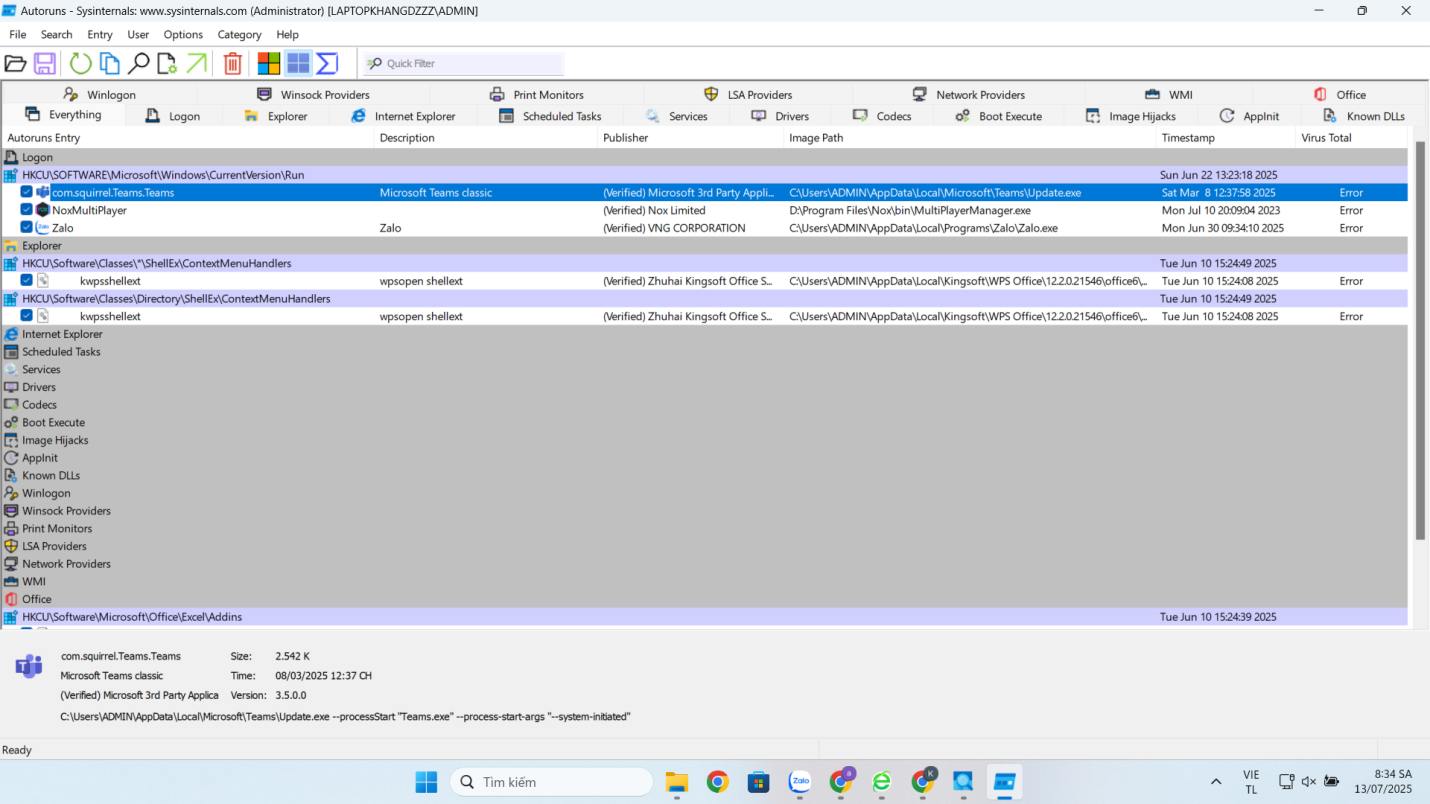 Autoruns - Sysinternals: www.sysinternals.com (Administrator) [LAPTOPKHANGDZZZ\ADMIN]
File Search Entry User Options Category Help
Quick Filter
Winlogon Winsock Providers Print Monitors LSA Providers Network Providers WMI Office
Everything Logon Explorer Internet Explorer Scheduled Tasks Services Drivers Codecs Boot Execute Image Hijacks AppInit Known DLLs
Autoruns Entry Description Publisher Image Path Timestamp Virus Total
Logon
HKCU\SOFTWARE\Microsoft\Windows\CurrentVersion\Run Sun Jun 22 13:23:18 2025
com.squirrel.Teams.Teams Microsoft Teams classic (Verified) Microsoft 3rd Party Appli... C:\Users\ADMIN\AppData\Local\Microsoft\Teams\Update.exe Sat Mar 8 12:37:58 2025 Error
NoxMultiPlayer (Verified) Nox Limited D:\Program Files\Nox\bin\MultiPlayerManager.exe Mon Jul 10 20:09:04 2023 Error
Zalo Zalo (Verified) VNG CORPORATION C:\Users\ADMIN\AppData\Local\Programs\Zalo\Zalo.exe Mon Jun 30 09:34:10 2025 Error
Explorer
HKCU\Software\Classes\*\ShellEx\ContextMenuHandlers Tue Jun 10 15:24:49 2025
kwpsshellext wpsopen shellext (Verified) Zhuhai Kingsoft Office S... C:\Users\ADMIN\AppData\Local\Kingsoft\WPS Office\12.2.0.21546\office6\... Tue Jun 10 15:24:08 2025 Error
HKCU\Software\Classes\Directory\ShellEx\ContextMenuHandlers Tue Jun 10 15:24:49 2025
kwpsshellext wpsopen shellext (Verified) Zhuhai Kingsoft Office S... C:\Users\ADMIN\AppData\Local\Kingsoft\WPS Office\12.2.0.21546\office6\... Tue Jun 10 15:24:08 2025 Error
Internet Explorer
Scheduled Tasks
Services
Drivers
Codecs
Boot Execute
Image Hijacks
AppInit
Known DLLs
Winlogon
Winsock Providers
Print Monitors
LSA Providers
Network Providers
WMI
Office
HKCU\Software\Microsoft\Office\Excel\Addins Tue Jun 10 15:24:39 2025
com.squirrel.Teams.Teams Size: 2.542 K
Microsoft Teams classic Time: 08/03/2025 12:37 CH
(Verified) Microsoft 3rd Party Applica Version: 3.5.0.0
C:\Users\ADMIN\AppData\Local\Microsoft\Teams\Update.exe --processStart "Teams.exe" --process-start-args "--system-initiated"
Ready
Tìm kiếm Zalo a K VIE 8:34 SA
TL 13/07/2025